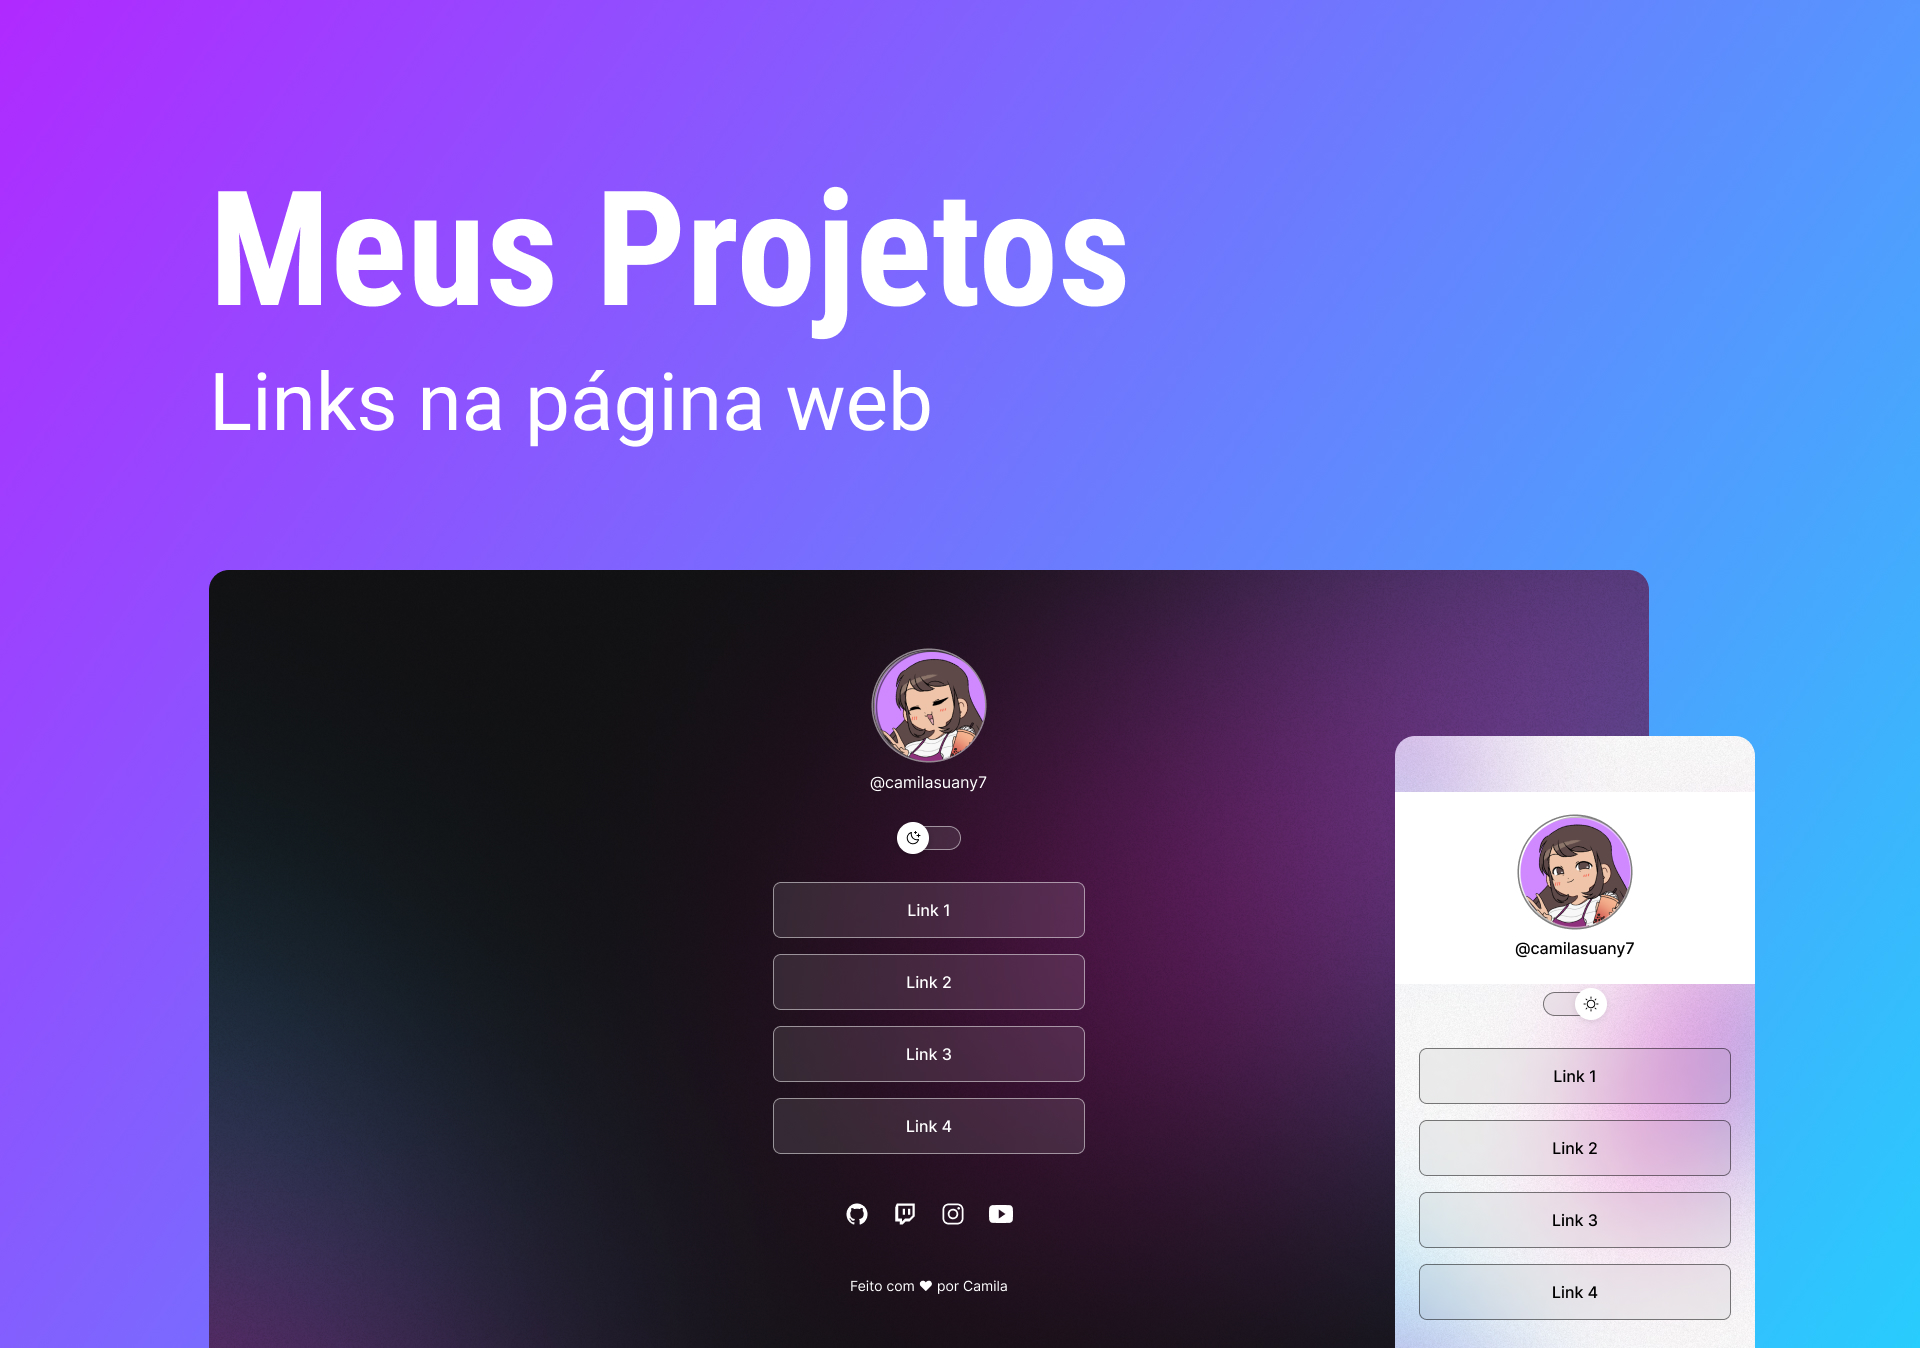 Meus Projetos
Links na página web
@camilasuany7
Link 1
Link 2
Link 3
Link 4
Feito com ❤ por Camila
@camilasuany7
Link 1
Link 2
Link 3
Link 4